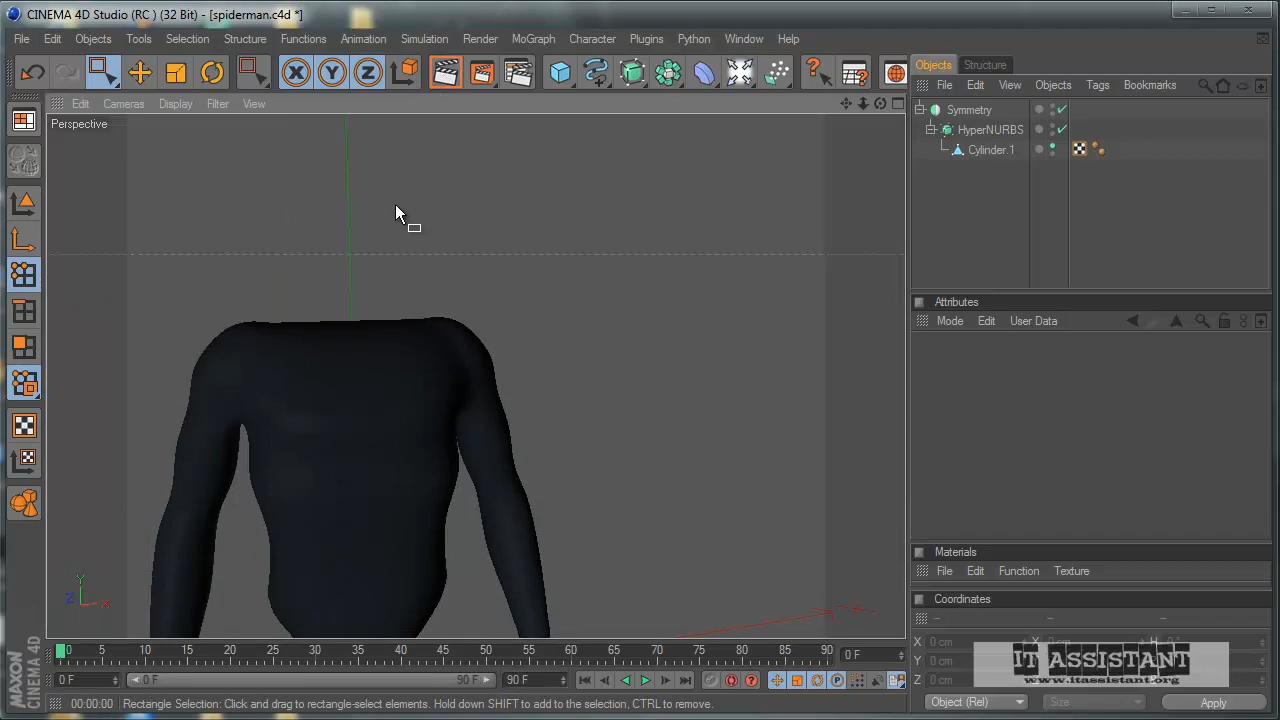 CINEMA 4D Studio (RC ) (32 Bit) - [spiderman.c4d *]
File Edit Objects Tools Selection Structure Functions Animation Simulation Render MoGraph Character Plugins Python Window Help
Edit Cameras Display Filter View
Perspective
Objects Structure
File Edit View Objects Tags Bookmarks
Symmetry
HyperNURBS
Cylinder.1
Attributes
Mode Edit User Data
Materials
File Edit Function Texture
Coordinates
X 0 cm X 0 cm H 0 °
Y 0 cm
Z 0 cm
Object (Rel) Size Apply
IT ASSISTANT
www.itassistant.org
Y
Z X
0 5 10 15 20 25 30 35 40 45 50 55 60 65 70 75 80 85 90 0 F
0 F 0 F 90 F 90 F
00:00:00 Rectangle Selection: Click and drag to rectangle-select elements. Hold down SHIFT to add to the selection, CTRL to remove.
MAXON
CINEMA 4D